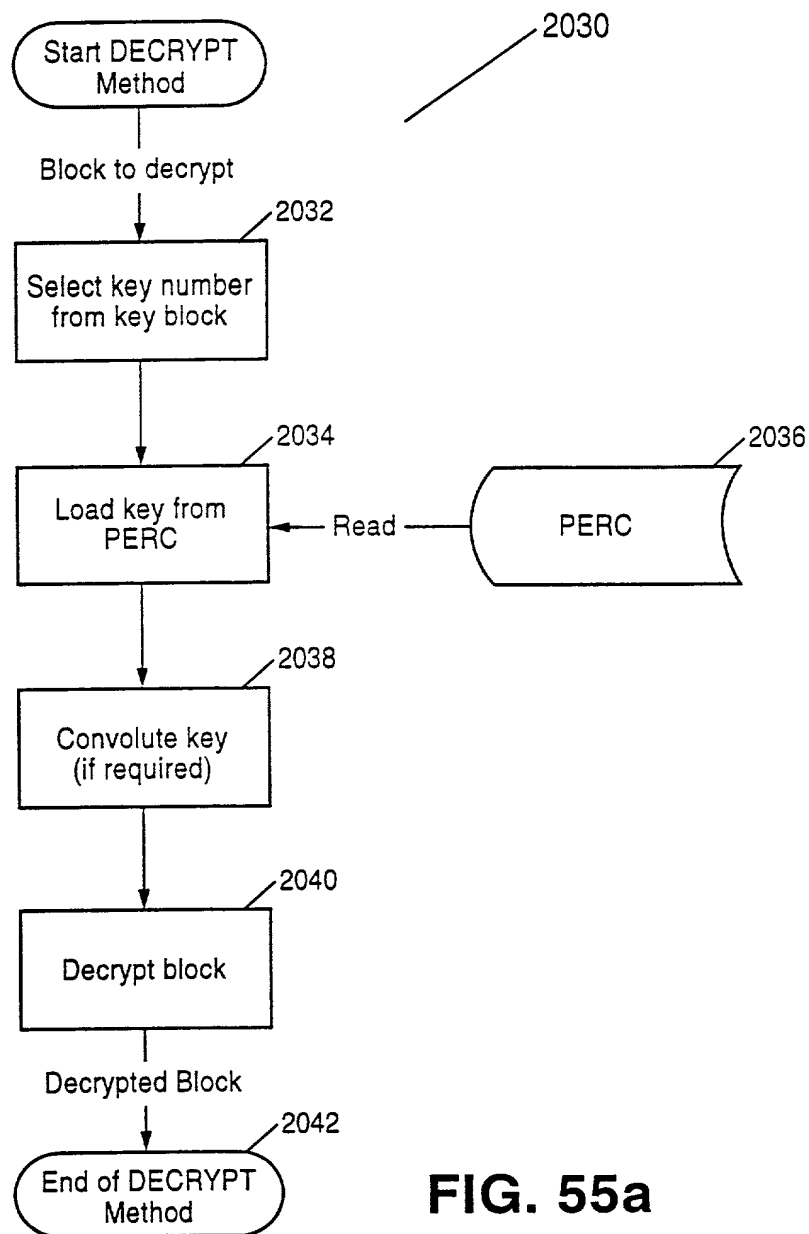 Start DECRYPT
Method
2030
Block to decrypt
2032
Select key number
from key block
2034
2036
Load key from
PERC
Read
PERC
2038
Convolute key
(if required)
2040
Decrypt block
Decrypted Block
2042
End of DECRYPT
Method
FIG. 55a